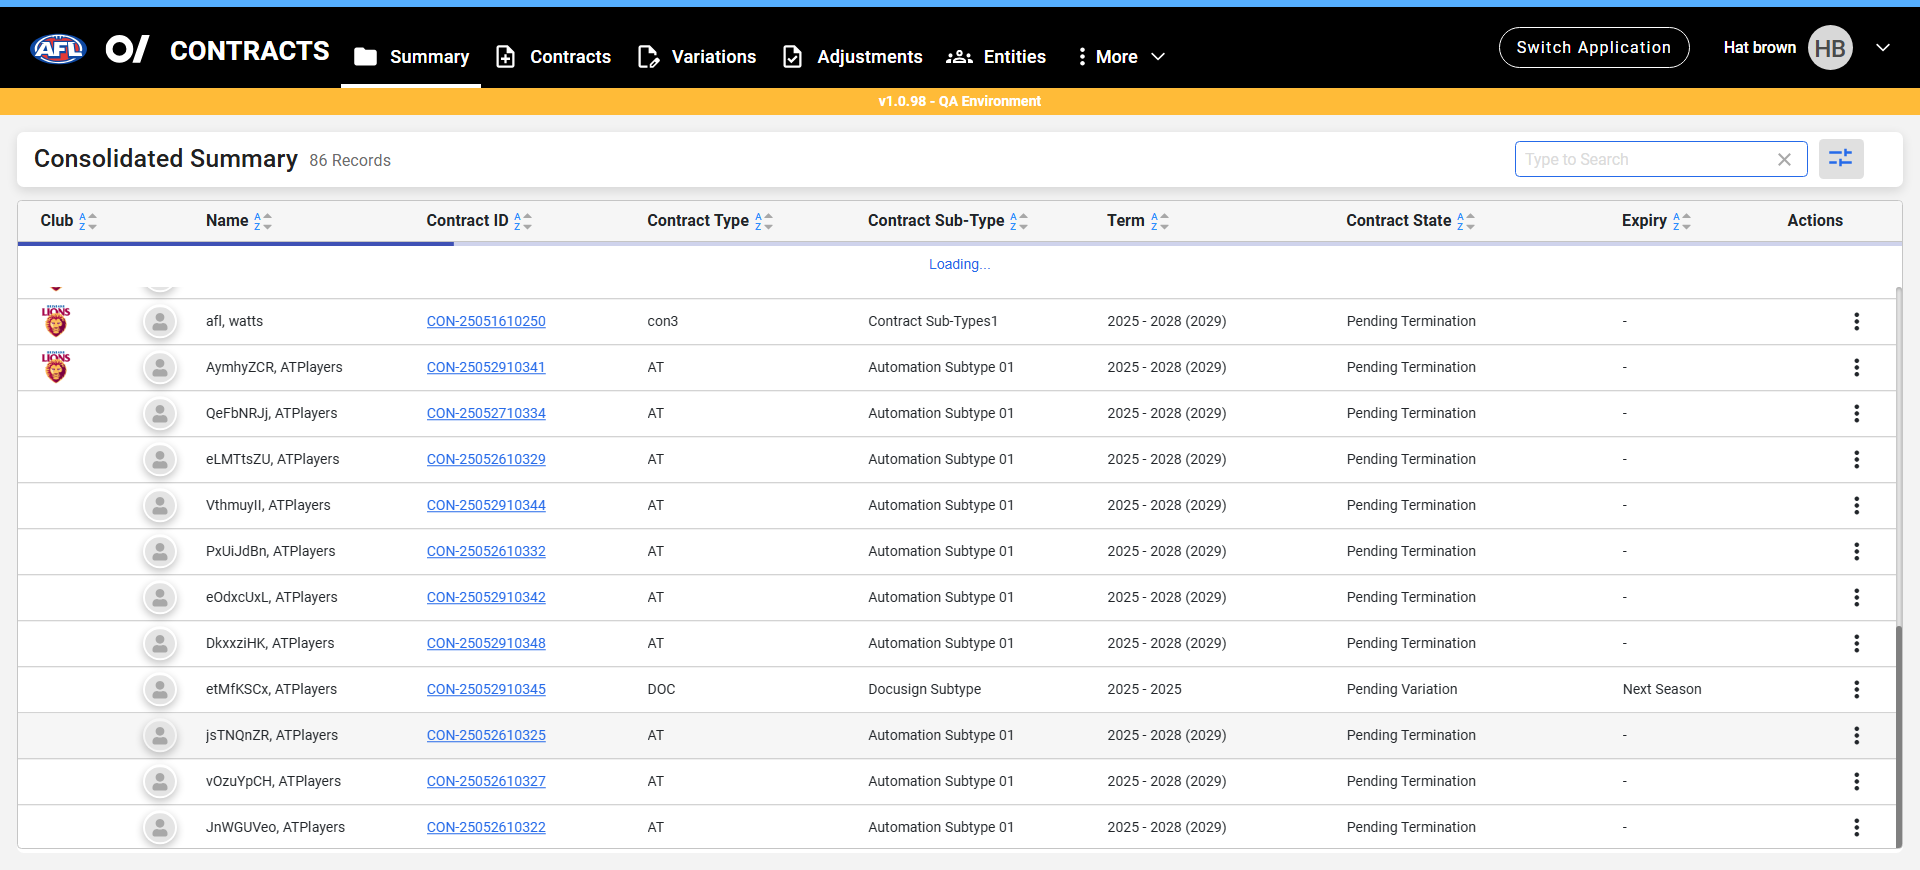 AFL CONTRACTS Summary Contracts Variations Adjustments Entities More Switch Application Hat brown HB
v1.0.98 - QA Environment
Consolidated Summary 86 Records Type to Search
Club Name Contract ID Contract Type Contract Sub-Type Term Contract State Expiry Actions
Loading...
LIONS afl, watts CON-25051610250 con3 Contract Sub-Types1 2025 - 2028 (2029) Pending Termination -
LIONS AymhyZCR, ATPlayers CON-25052910341 AT Automation Subtype 01 2025 - 2028 (2029) Pending Termination -
QeFbNRJj, ATPlayers CON-25052710334 AT Automation Subtype 01 2025 - 2028 (2029) Pending Termination -
eLMTtsZU, ATPlayers CON-25052610329 AT Automation Subtype 01 2025 - 2028 (2029) Pending Termination -
VthmuyII, ATPlayers CON-25052910344 AT Automation Subtype 01 2025 - 2028 (2029) Pending Termination -
PxUiJdBn, ATPlayers CON-25052610332 AT Automation Subtype 01 2025 - 2028 (2029) Pending Termination -
eOdxcUxL, ATPlayers CON-25052910342 AT Automation Subtype 01 2025 - 2028 (2029) Pending Termination -
DkxxziHK, ATPlayers CON-25052910348 AT Automation Subtype 01 2025 - 2028 (2029) Pending Termination -
etMfKSCx, ATPlayers CON-25052910345 DOC Docusign Subtype 2025 - 2025 Pending Variation Next Season
jsTNQnZR, ATPlayers CON-25052610325 AT Automation Subtype 01 2025 - 2028 (2029) Pending Termination -
vOzuYpCH, ATPlayers CON-25052610327 AT Automation Subtype 01 2025 - 2028 (2029) Pending Termination -
JnWGUVeo, ATPlayers CON-25052610322 AT Automation Subtype 01 2025 - 2028 (2029) Pending Termination -